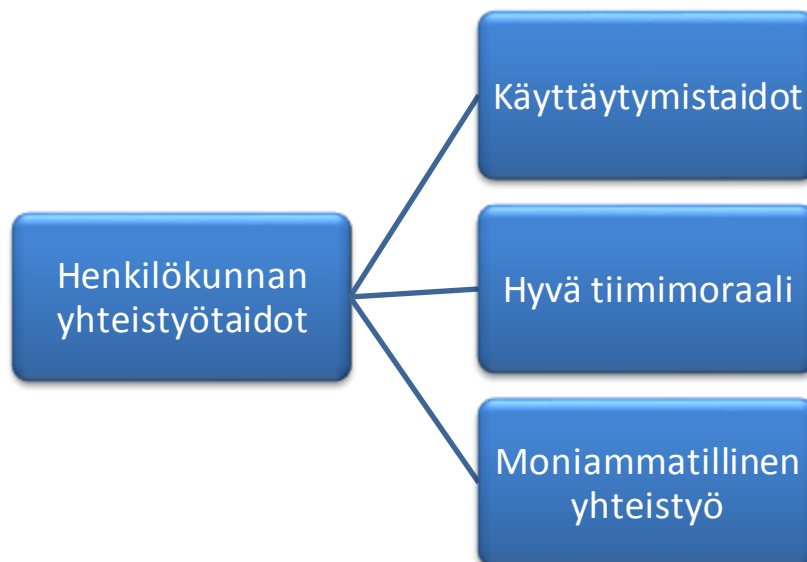 Käyttäytymistaidot
Henkilökunnan
yhteistyötaidot
Hyvä tiimimoraali
Moniammatillinen
yhteistyö